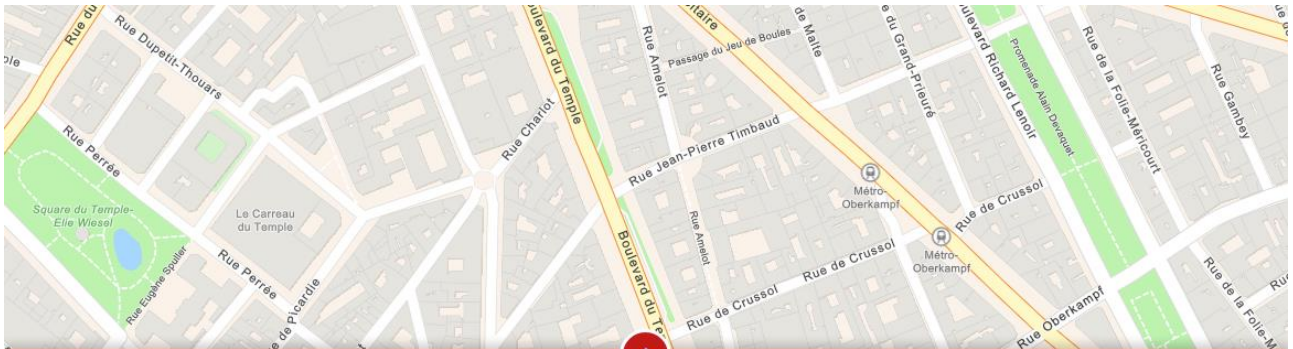 Rue du
Rue Dupetit-Thouars
Boulevard du Temple
Rue Amelot
Passage du Jeu de Boules
de Malte
Rue du Grand-Prieuré
Boulevard Richard Lenoir
Promenade Alain Devaquet
Rue de la Folie-Méricourt
Rue Gambey
Rue Perrée
Rue Charlot
Rue Jean-Pierre Timbaud
Métro-
Oberkampf
Square du Temple-
Elie Wiesel
Le Carreau
du Temple
Rue Eugène Spuller
Rue Perrée
de Picardie
Boulevard du Te
Rue Amelot
Rue de Crussol
Rue de Crussol
Rue de Crussol
Métro-
Oberkampf
Rue Oberkampf
Rue de la Folie-M